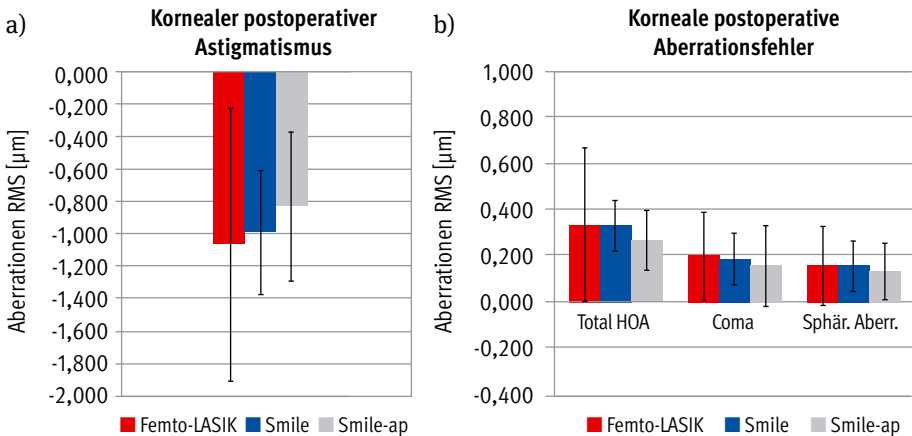 a)
Kornealer postoperativer
Astigmatismus
Aberrationen RMS [µm]
0,000
-0,200
-0,400
-0,600
-0,800
-1,000
-1,200
-1,400
-1,600
-1,800
-2,000
Femto-LASIK Smile Smile-ap
b)
Korneale postoperative
Aberrationsfehler
Aberrationen RMS [µm]
1,000
0,800
0,600
0,400
0,200
0,000
-0,200
-0,400
Total HOA Coma Sphär. Aberr.
Femto-LASIK Smile Smile-ap